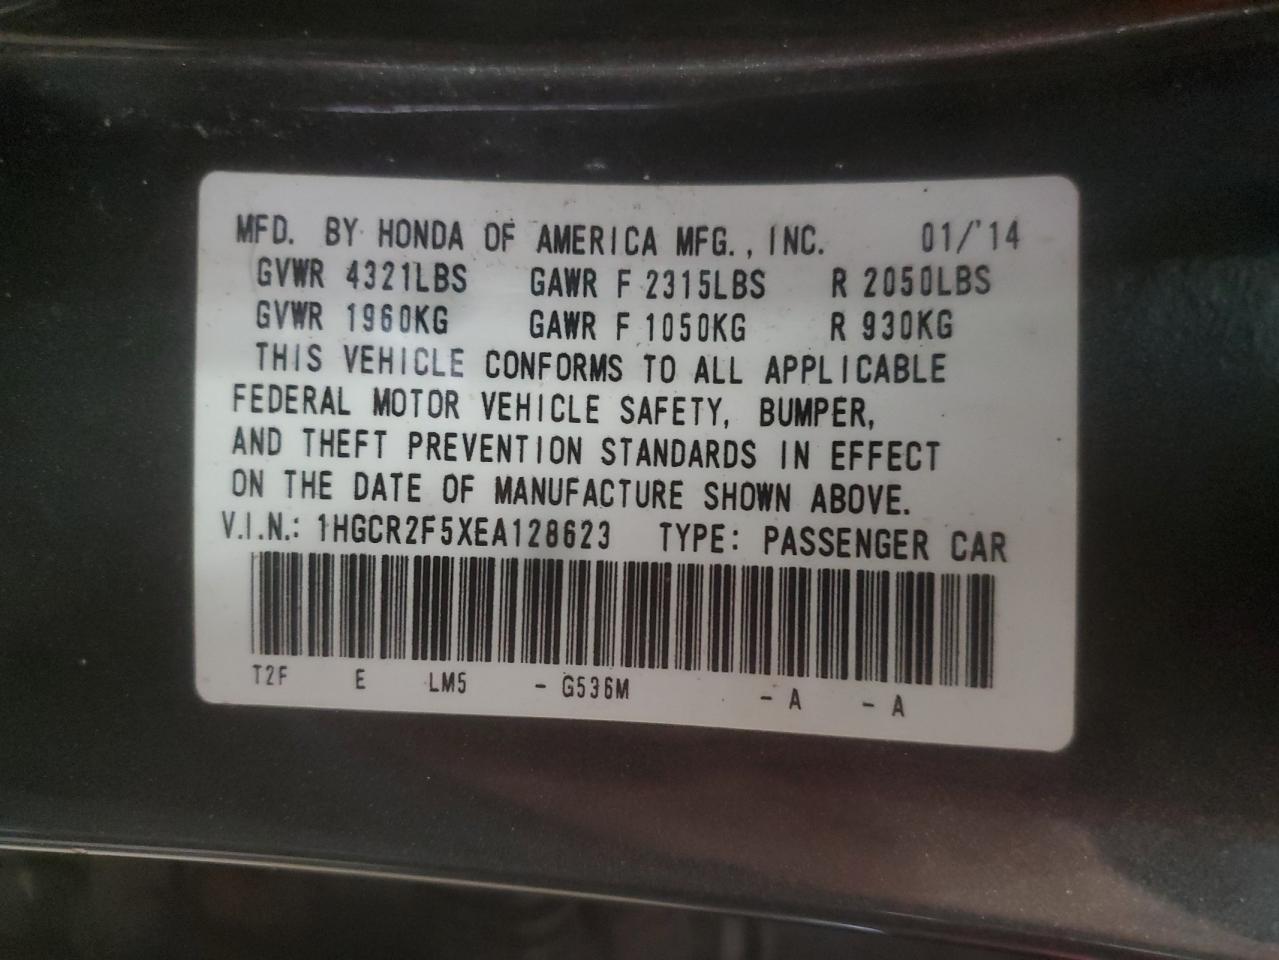 MFD. BY HONDA OF AMERICA MFG., INC. 01/'14
GVWR 4321LBS GAWR F 2315LBS R 2050LBS
GVWR 1960KG GAWR F 1050KG R 930KG
THIS VEHICLE CONFORMS TO ALL APPLICABLE
FEDERAL MOTOR VEHICLE SAFETY, BUMPER,
AND THEFT PREVENTION STANDARDS IN EFFECT
ON THE DATE OF MANUFACTURE SHOWN ABOVE.
V.I.N.: 1HGCR2F5XEA128623 TYPE: PASSENGER CAR
T2F E LM5 - G536M - A - A